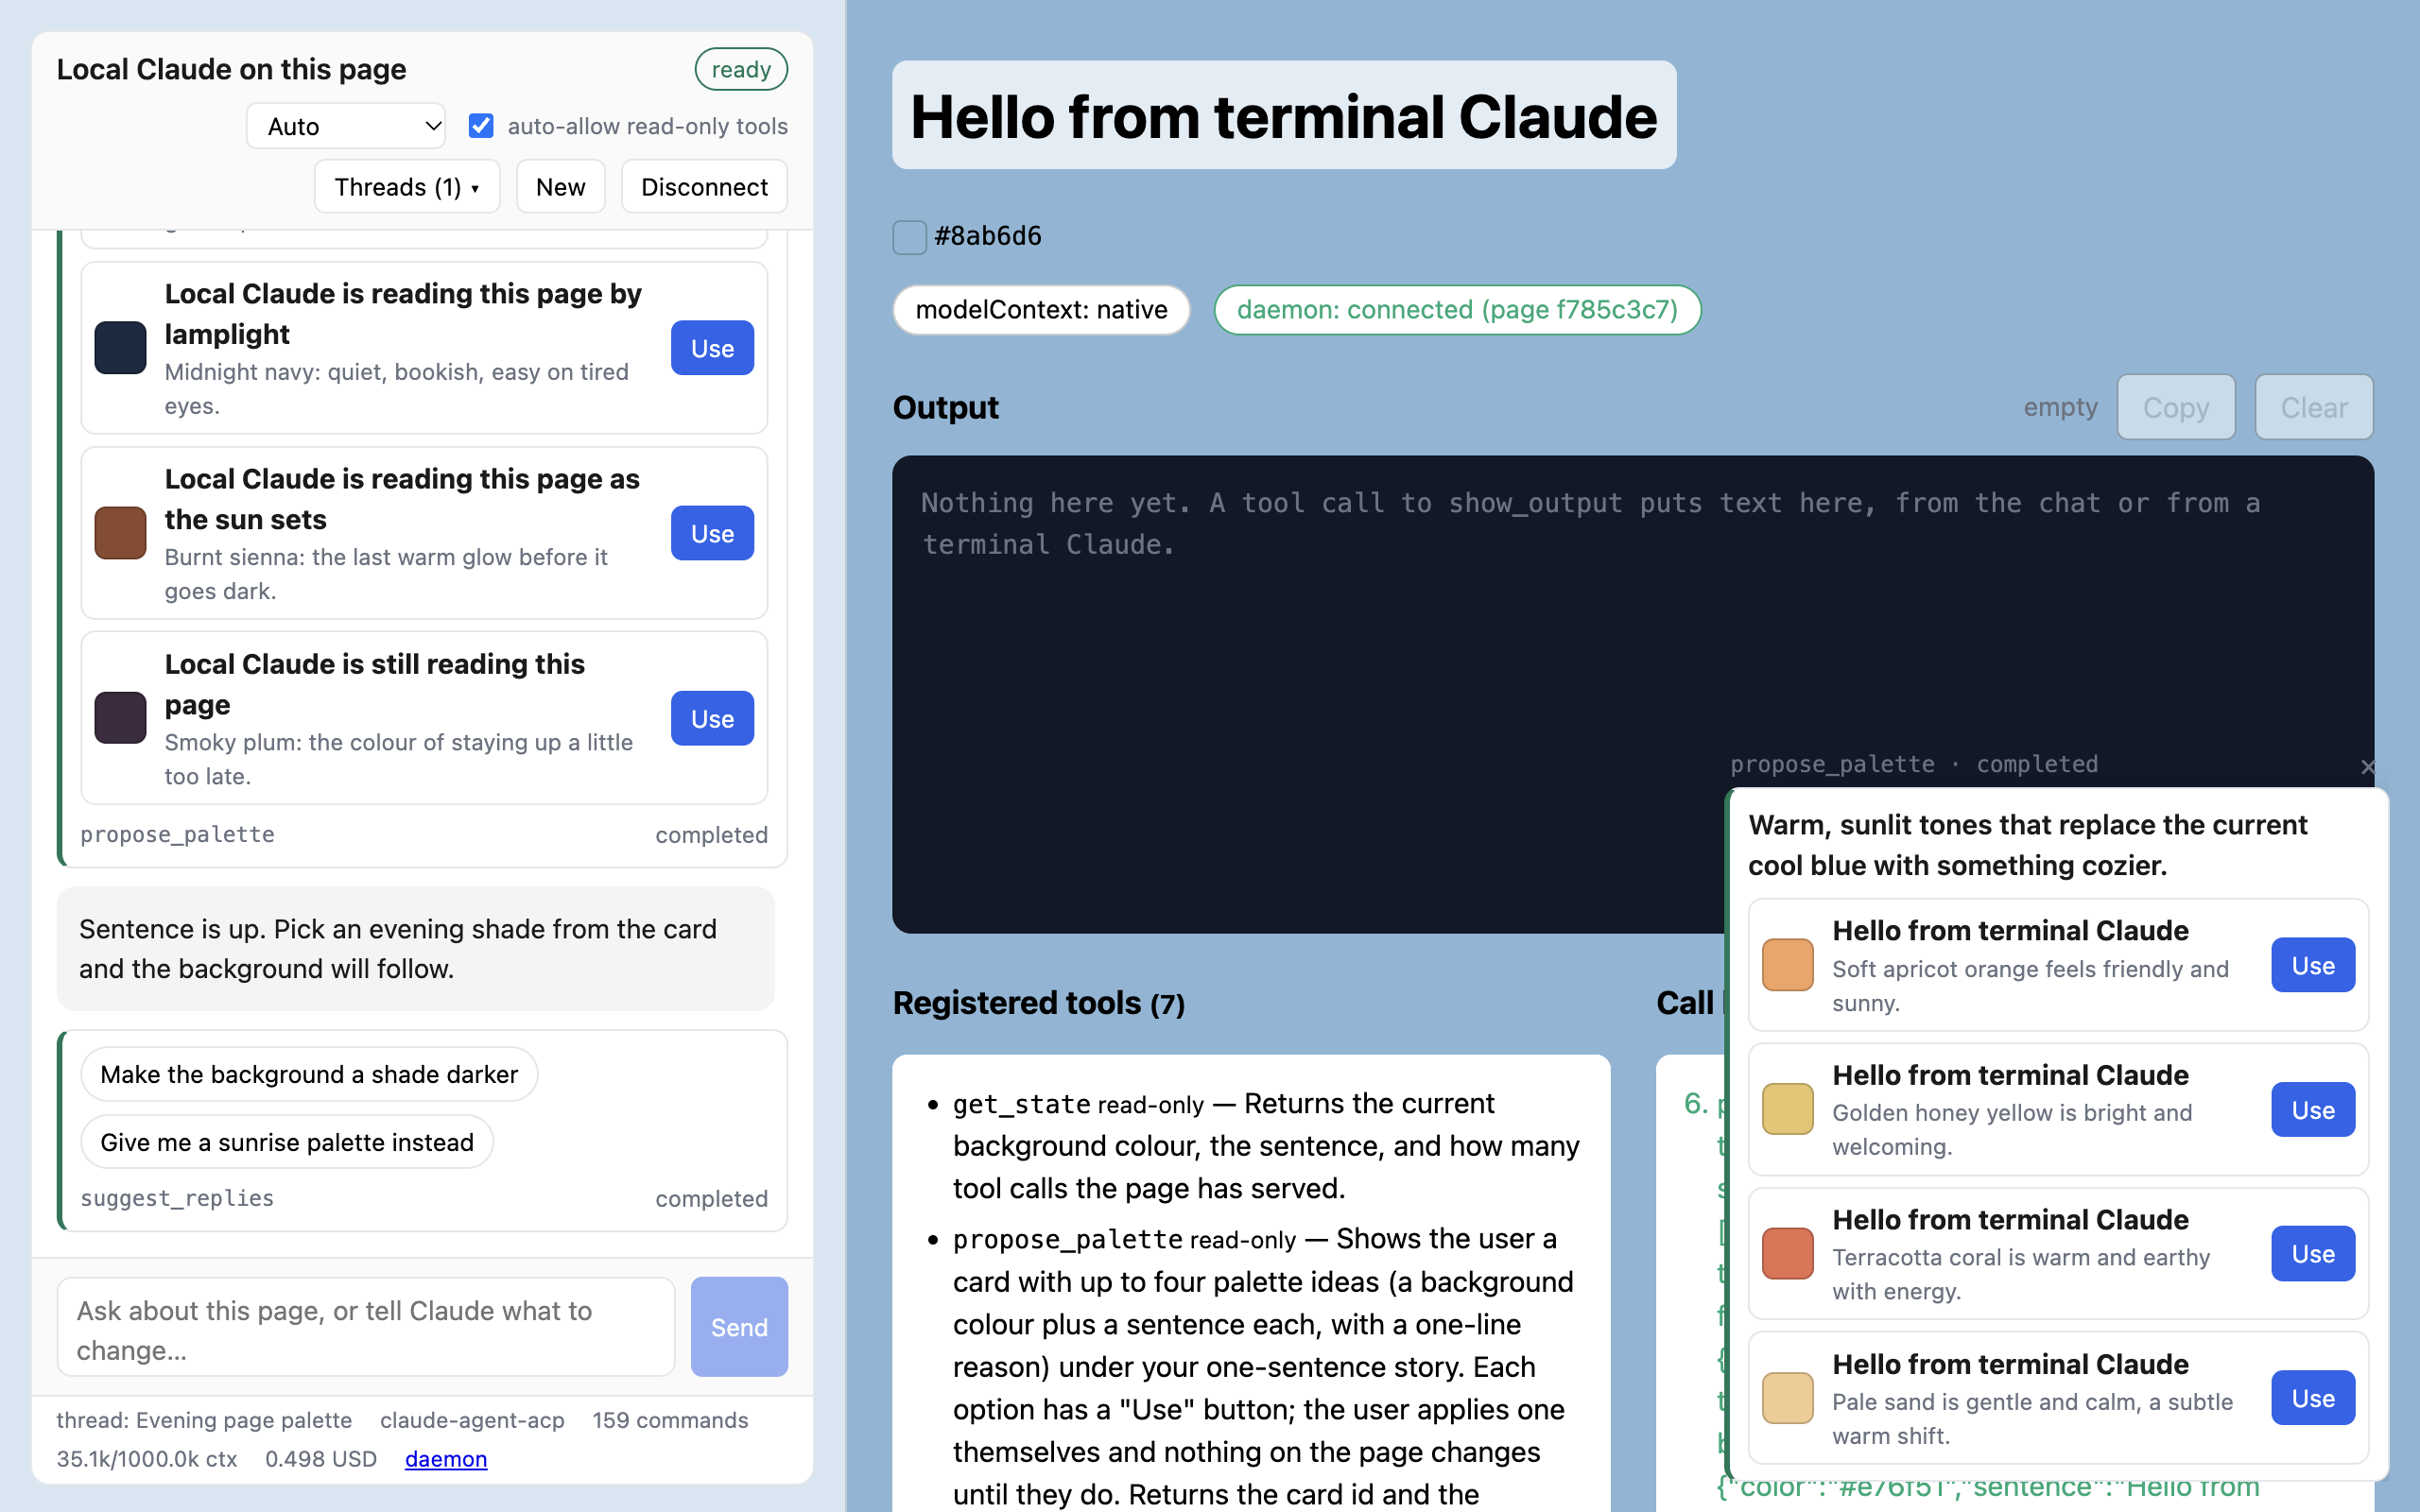 Local Claude on this page
ready
Auto
auto-allow read-only tools
Threads (1) ▾
New
Disconnect
Local Claude is reading this page by
lamplight
Midnight navy: quiet, bookish, easy on tired
eyes.
Use
Local Claude is reading this page as
the sun sets
Burnt sienna: the last warm glow before it
goes dark.
Use
Local Claude is still reading this
page
Smoky plum: the colour of staying up a little
too late.
Use
propose_palette
completed
Sentence is up. Pick an evening shade from the card
and the background will follow.
Make the background a shade darker
Give me a sunrise palette instead
suggest_replies
completed
Ask about this page, or tell Claude what to
change...
Send
thread: Evening page palette
claude-agent-acp
159 commands
35.1k/1000.0k ctx
0.498 USD
daemon
Hello from terminal Claude
#8ab6d6
modelContext: native
daemon: connected (page f785c3c7)
Output
empty
Copy
Clear
Nothing here yet. A tool call to show_output puts text here, from the chat or from a
terminal Claude.
Registered tools (7)
get_state read-only — Returns the current
background colour, the sentence, and how many
tool calls the page has served.
propose_palette read-only — Shows the user a
card with up to four palette ideas (a background
colour plus a sentence each, with a one-line
reason) under your one-sentence story. Each
option has a "Use" button; the user applies one
themselves and nothing on the page changes
until they do. Returns the card id and the
Call
6.
{"color":"#e76f51","sentence":"Hello from
propose_palette · completed
×
Warm, sunlit tones that replace the current
cool blue with something cozier.
Hello from terminal Claude
Soft apricot orange feels friendly and
sunny.
Use
Hello from terminal Claude
Golden honey yellow is bright and
welcoming.
Use
Hello from terminal Claude
Terracotta coral is warm and earthy
with energy.
Use
Hello from terminal Claude
Pale sand is gentle and calm, a subtle
warm shift.
Use